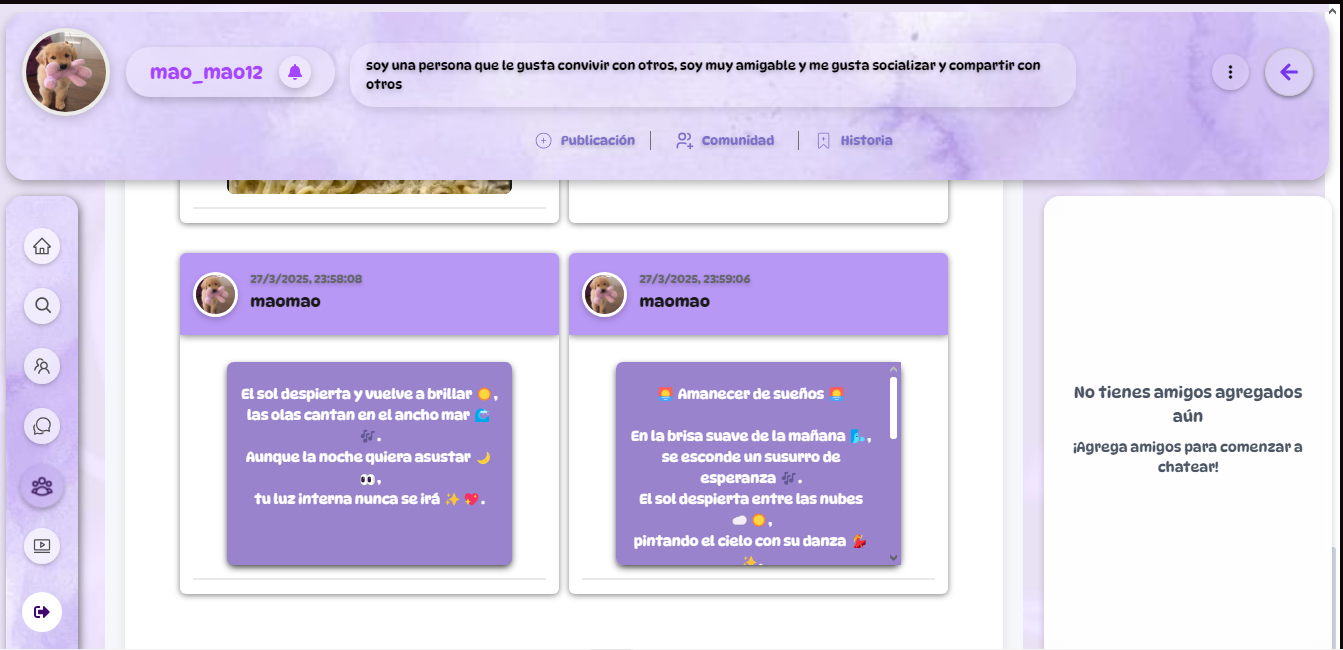 mao_mao12
soy una persona que le gusta convivir con otros, soy muy amigable y me gusta socializar y compartir con
otros
Publicación
Comunidad
Historia
27/3/2025, 23:58:08
maomao
El sol despierta y vuelve a brillar ☀️,
las olas cantan en el ancho mar 🌊
🎶.
Aunque la noche quiera asustar 🌙
👀,
tu luz interna nunca se irá ✨ 💖.
27/3/2025, 23:59:06
maomao
🌅 Amanecer de sueños 🌅
En la brisa suave de la mañana 🌬️,
se esconde un susurro de
esperanza 🎶.
El sol despierta entre las nubes
☁️ ☀️,
pintando el cielo con su danza 💃
✨.
No tienes amigos agregados
aún
¡Agrega amigos para comenzar a
chatear!